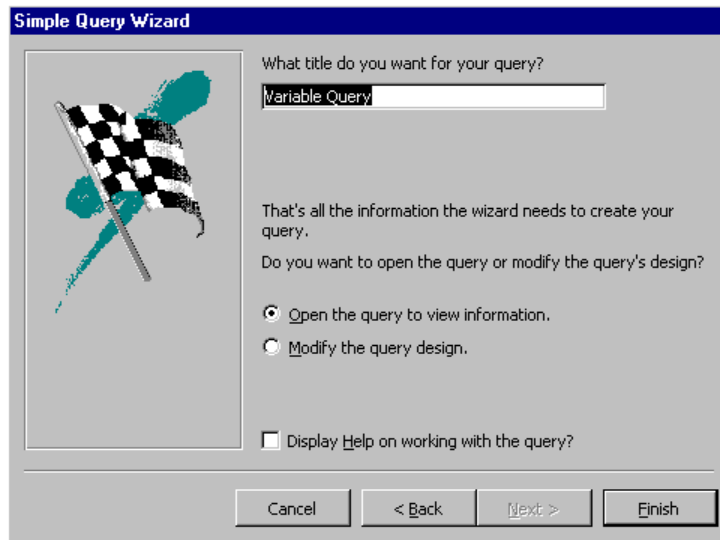 Simple Query Wizard
What title do you want for your query?
Variable Query
That's all the information the wizard needs to create your
query.
Do you want to open the query or modify the query's design?
Open the query to view information.
Modify the query design.
Display Help on working with the query?
Cancel
< Back
Next >
Finish